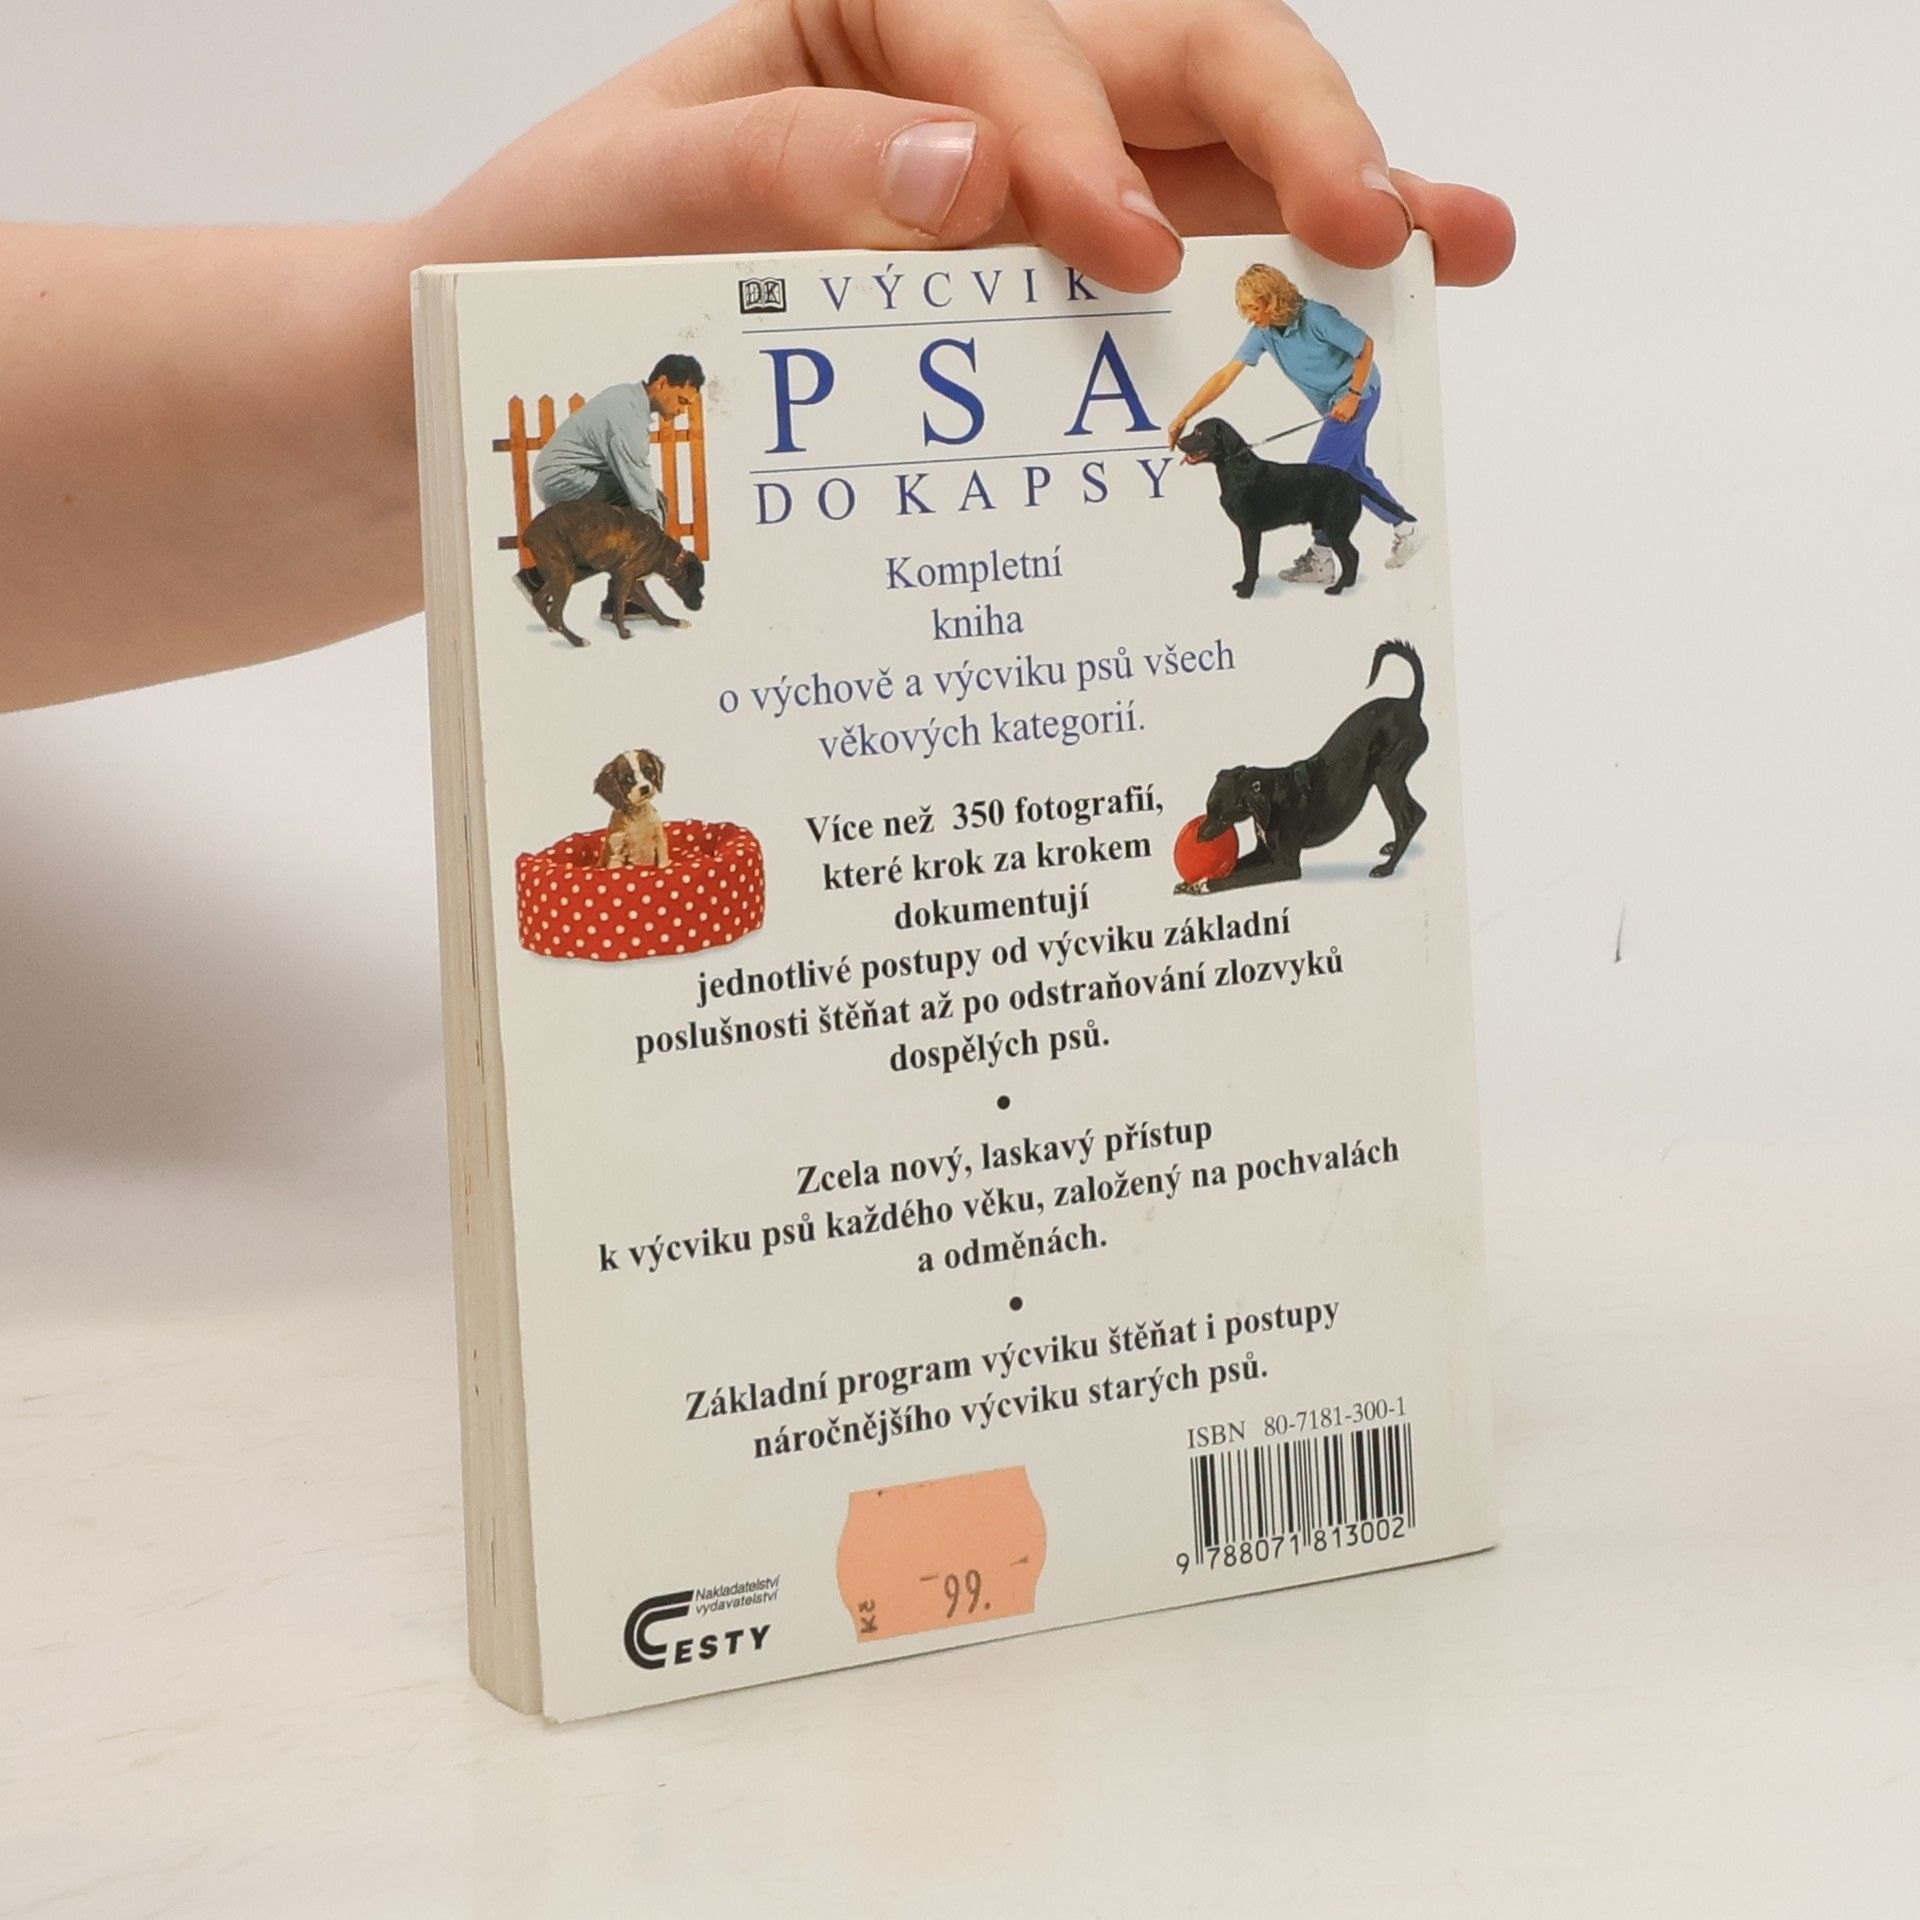 DK VÝCVIK
PSA
DO KAPSY
Kompletní
kniha
o výchově a výcviku psů všech
věkových kategorií.
Více než 350 fotografií,
které krok za krokem
dokumentují
jednotlivé postupy od výcviku základní
poslušnosti štěňat až po odstraňování zlozvyků
dospělých psů.
•
Zcela nový, laskavý přístup
k výcviku psů každého věku, založený na pochvalách
a odměnách.
•
Základní program výcviku štěňat i postupy
náročnějšího výcviku starých psů.
ISBN 80-7181-300-1
9 788071 813002
Kč -99.-
Nakladatelství
vydavatelství
CESTY